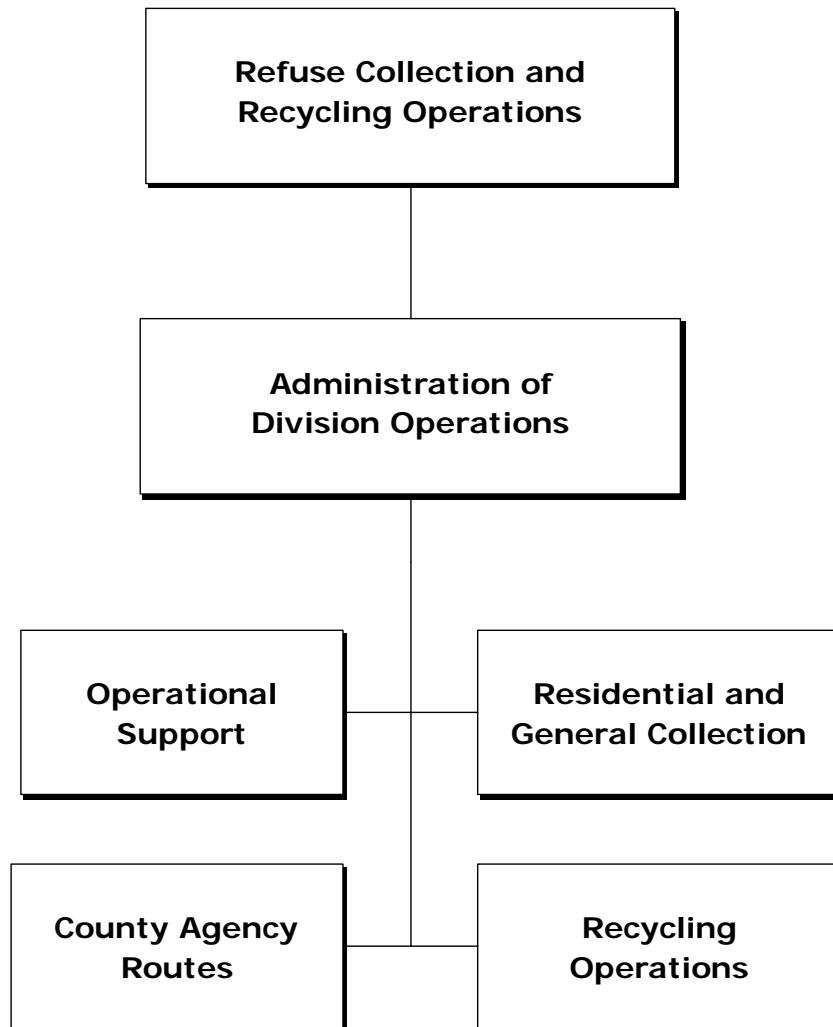 Refuse Collection and
Recycling Operations
Administration of
Division Operations
Operational
Support
Residential and
General Collection
County Agency
Routes
Recycling
Operations